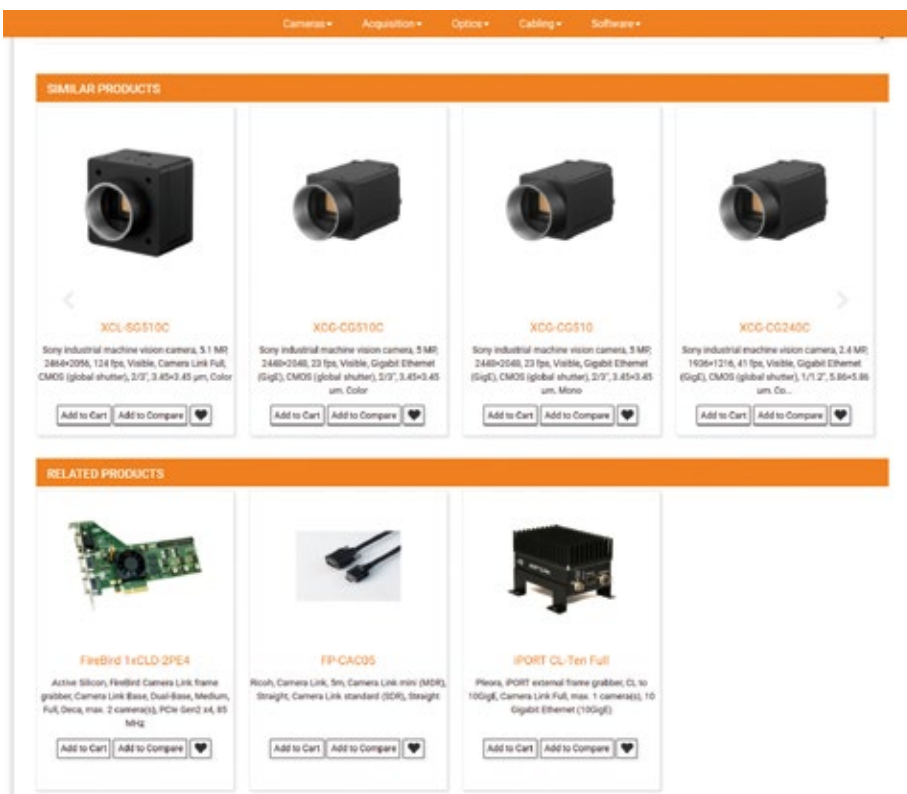 Cameras Acquisition Optics Cabling Software
SIMILAR PRODUCTS
XCL-SG510C
Sony industrial machine vision camera, 5.1 MP,
2464×2056, 124 fps, Visible, Camera Link Full,
CMOS (global shutter), 2/3", 3.45×3.45 µm, Color
Add to Cart Add to Compare
XCG-CG510C
Sony industrial machine vision camera, 5 MP,
2448×2048, 23 fps, Visible, Gigabit Ethernet
(GigE), CMOS (global shutter), 2/3", 3.45×3.45
um. Color
Add to Cart Add to Compare
XCG-CG510
Sony industrial machine vision camera, 5 MP,
2448×2048, 23 fps, Visible, Gigabit Ethernet
(GigE), CMOS (global shutter), 2/3", 3.45×3.45
um. Mono
Add to Cart Add to Compare
XCG-CG240C
Sony industrial machine vision camera, 2.4 MP,
1936×1216, 41 fps, Visible, Gigabit Ethernet
(GigE), CMOS (global shutter), 1/1.2", 5.86×5.86
um. Co...
Add to Cart Add to Compare
RELATED PRODUCTS
FireBird 1xCLD-2PE4
Active Silicon, FireBird Camera Link frame
grabber, Camera Link Base, Dual-Base, Medium,
Full, Deca, max. 2 camera(s), PCIe Gen2 x4, 85
MHz
Add to Cart Add to Compare
FP-CAC05
Ricoh, Camera Link, 5m, Camera Link mini (MDR),
Straight, Camera Link standard (SDR), Straight
Add to Cart Add to Compare
iPORT CL-Ten Full
Pleora, iPORT external frame grabber, CL to
10GigE, Camera Link Full, max. 1 camera(s), 10
Gigabit Ethernet (10GigE)
Add to Cart Add to Compare